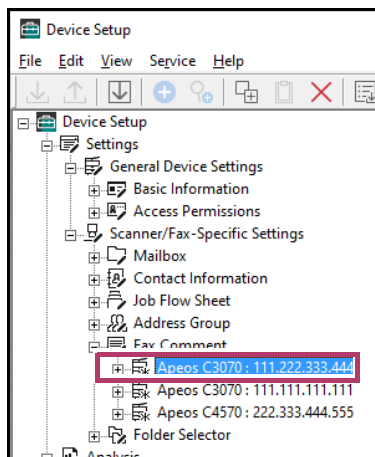 Device Setup
File Edit View Service Help
Device Setup
Settings
General Device Settings
Basic Information
Access Permissions
Scanner/Fax-Specific Settings
Mailbox
Contact Information
Job Flow Sheet
Address Group
Fax Comment
Apeos C3070 : 111.222.333.444
Apeos C3070 : 111.111.111.111
Apeos C4570 : 222.333.444.555
Folder Selector
Analysis